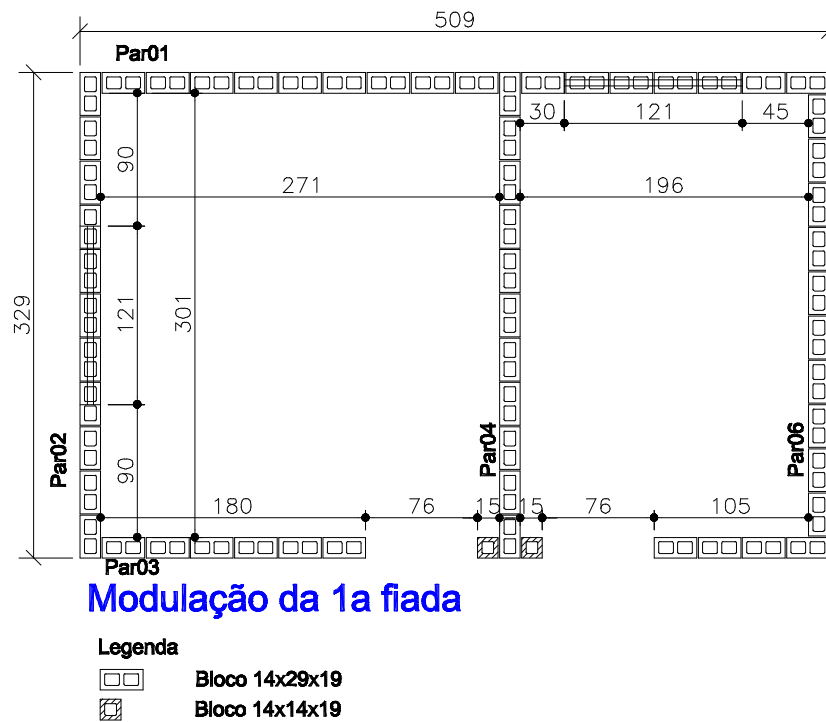 509
Par01
30 121 45
90
271 196
329
121
301
Par02
Par04
Par06
90
180 76 15 15 76 105
Par03
Modulação da 1a fiada
Legenda
Bloco 14x29x19
Bloco 14x14x19